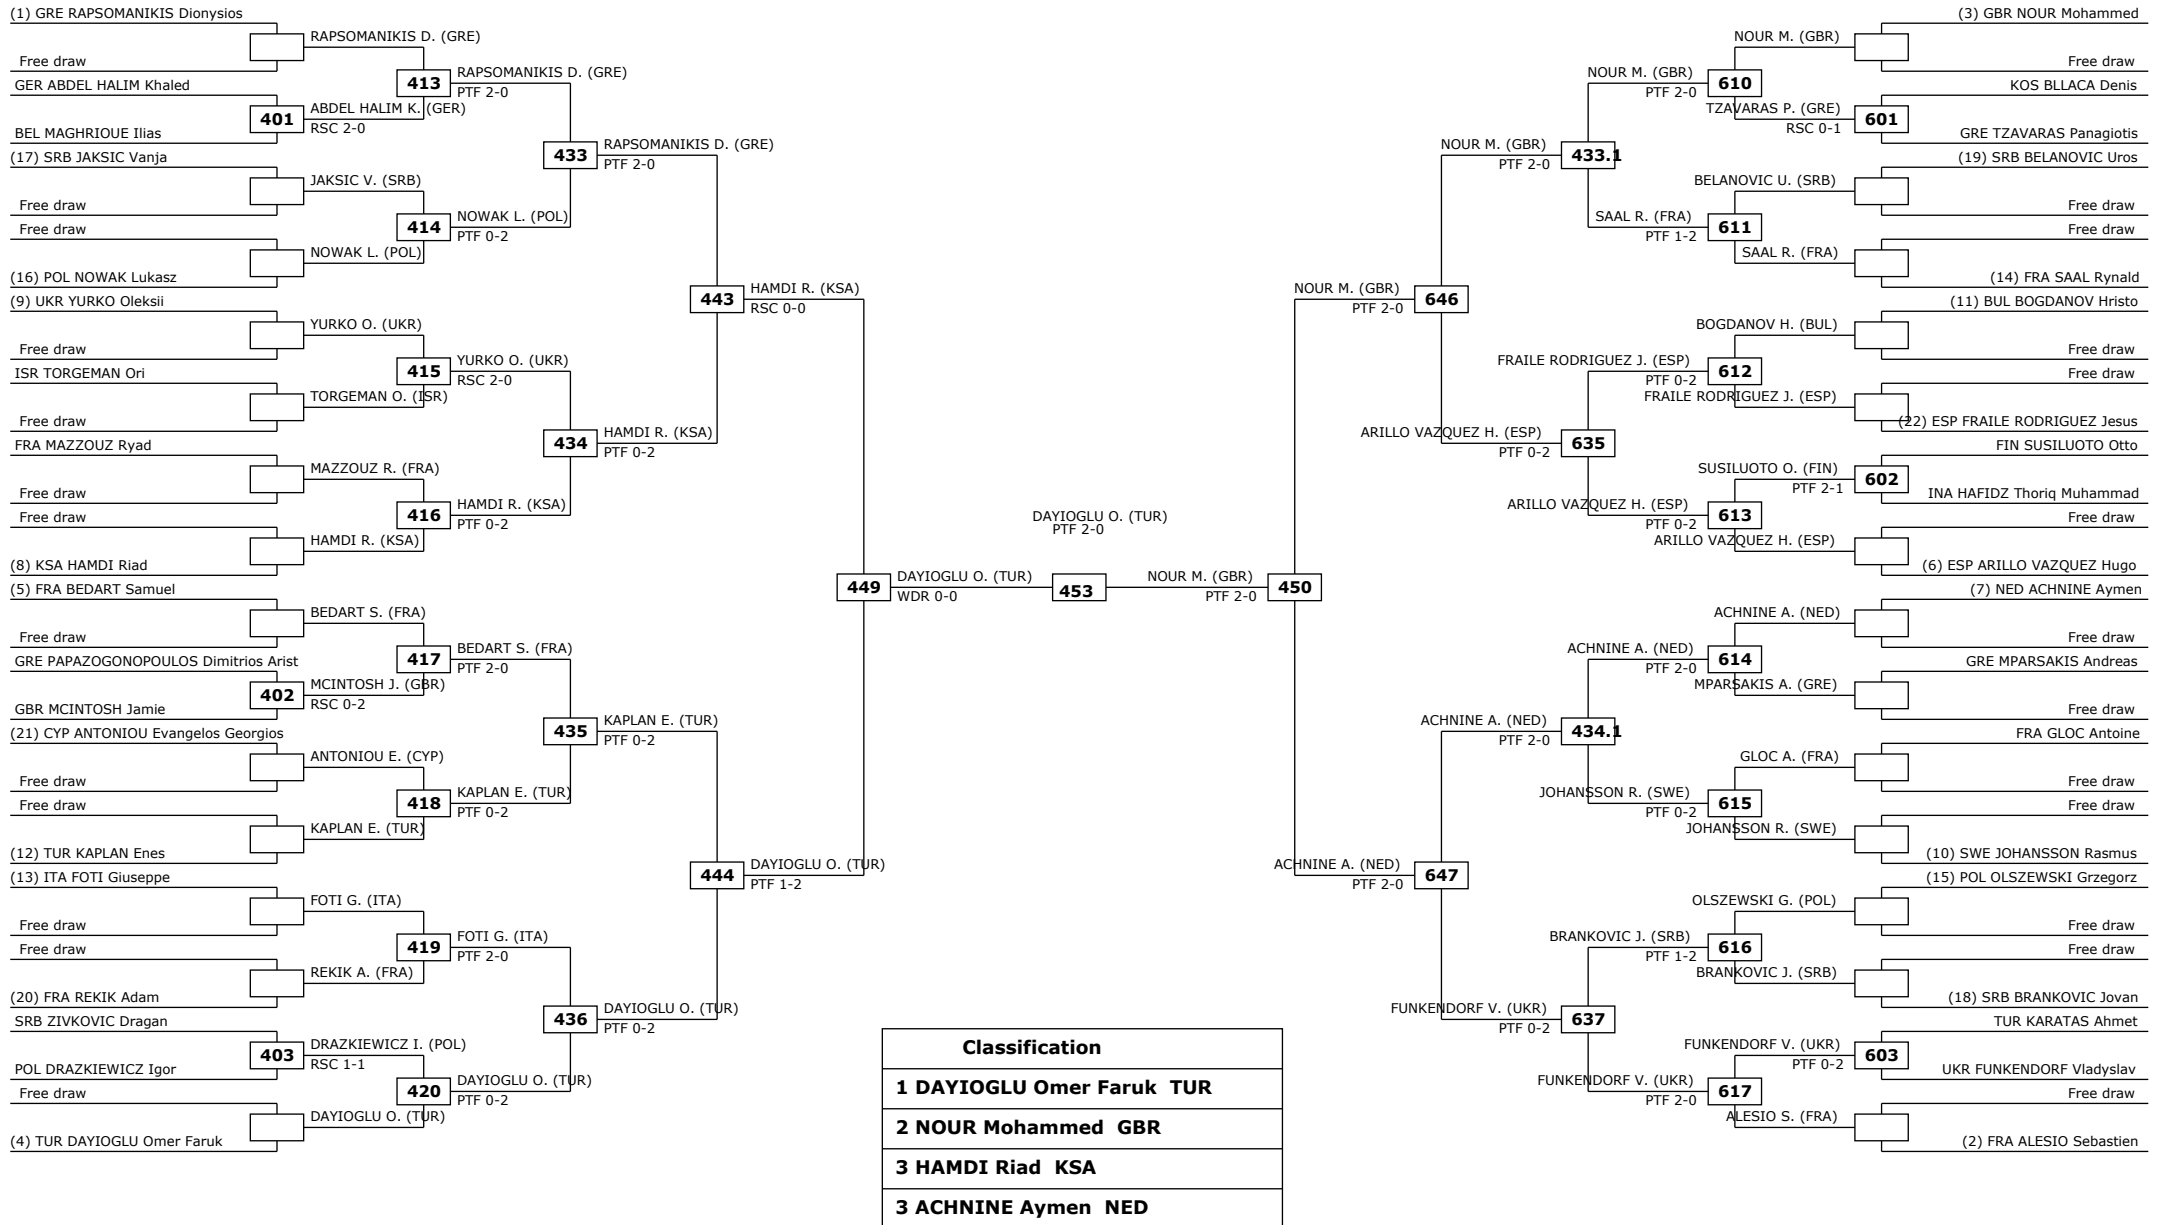 (1) GRE RAPSOMANIKIS Dionysios
Free draw
GER ABDEL HALIM Khaled
BEL MAGHRIOUE Ilias
(17) SRB JAKSIC Vanja
Free draw
Free draw
(16) POL NOWAK Lukasz
(9) UKR YURKO Oleksii
Free draw
ISR TORGEMAN Ori
Free draw
FRA MAZZOUZ Ryad
Free draw
Free draw
(8) KSA HAMDI Riad
(5) FRA BEDART Samuel
Free draw
GRE PAPAZOGONOPOULOS Dimitrios Arist
GBR MCINTOSH Jamie
(21) CYP ANTONIOU Evangelos Georgios
Free draw
Free draw
(12) TUR KAPLAN Enes
(13) ITA FOTI Giuseppe
Free draw
Free draw
(20) FRA REKIK Adam
SRB ZIVKOVIC Dragan
POL DRAZKIEWICZ Igor
Free draw
(4) TUR DAYIOGLU Omer Faruk
RAPSOMANIKIS D. (GRE)
401
ABDEL HALIM K. (GER)
RSC 2-0
JAKSIC V. (SRB)
NOWAK L. (POL)
YURKO O. (UKR)
TORGEMAN O. (ISR)
MAZZOUZ R. (FRA)
HAMDI R. (KSA)
BEDART S. (FRA)
402
MCINTOSH J. (GBR)
RSC 0-2
ANTONIOU E. (CYP)
KAPLAN E. (TUR)
FOTI G. (ITA)
REKIK A. (FRA)
403
DRAZKIEWICZ I. (POL)
RSC 1-1
DAYIOGLU O. (TUR)
413
RAPSOMANIKIS D. (GRE)
PTF 2-0
414
NOWAK L. (POL)
PTF 0-2
415
YURKO O. (UKR)
RSC 2-0
416
HAMDI R. (KSA)
PTF 0-2
417
BEDART S. (FRA)
PTF 2-0
418
KAPLAN E. (TUR)
PTF 0-2
419
FOTI G. (ITA)
PTF 2-0
420
DAYIOGLU O. (TUR)
PTF 0-2
433
RAPSOMANIKIS D. (GRE)
PTF 2-0
434
HAMDI R. (KSA)
PTF 0-2
435
KAPLAN E. (TUR)
PTF 0-2
436
DAYIOGLU O. (TUR)
PTF 0-2
443
HAMDI R. (KSA)
RSC 0-0
444
DAYIOGLU O. (TUR)
PTF 1-2
449
DAYIOGLU O. (TUR)
WDR 0-0
DAYIOGLU O. (TUR)
PTF 2-0
453
NOUR M. (GBR)
PTF 2-0
450
NOUR M. (GBR)
PTF 2-0
646
ACHNINE A. (NED)
PTF 2-0
647
NOUR M. (GBR)
PTF 2-0
433.1
ARILLO VAZQUEZ H. (ESP)
PTF 0-2
635
ACHNINE A. (NED)
PTF 2-0
434.1
FUNKENDORF V. (UKR)
PTF 0-2
637
NOUR M. (GBR)
PTF 2-0
610
SAAL R. (FRA)
PTF 1-2
611
FRAILE RODRIGUEZ J. (ESP)
PTF 0-2
612
ARILLO VAZQUEZ H. (ESP)
PTF 0-2
613
ACHNINE A. (NED)
PTF 2-0
614
JOHANSSON R. (SWE)
PTF 0-2
615
BRANKOVIC J. (SRB)
PTF 1-2
616
FUNKENDORF V. (UKR)
PTF 2-0
617
NOUR M. (GBR)
TZAVARAS P. (GRE)
RSC 0-1
601
BELANOVIC U. (SRB)
SAAL R. (FRA)
BOGDANOV H. (BUL)
FRAILE RODRIGUEZ J. (ESP)
SUSILUOTO O. (FIN)
PTF 2-1
602
ARILLO VAZQUEZ H. (ESP)
ACHNINE A. (NED)
MPARSAKIS A. (GRE)
GLOC A. (FRA)
JOHANSSON R. (SWE)
OLSZEWSKI G. (POL)
BRANKOVIC J. (SRB)
FUNKENDORF V. (UKR)
PTF 0-2
603
ALESIO S. (FRA)
(3) GBR NOUR Mohammed
Free draw
KOS BLLACA Denis
GRE TZAVARAS Panagiotis
(19) SRB BELANOVIC Uros
Free draw
Free draw
(14) FRA SAAL Rynald
(11) BUL BOGDANOV Hristo
Free draw
Free draw
(22) ESP FRAILE RODRIGUEZ Jesus
FIN SUSILUOTO Otto
INA HAFIDZ Thoriq Muhammad
Free draw
(6) ESP ARILLO VAZQUEZ Hugo
(7) NED ACHNINE Aymen
Free draw
GRE MPARSAKIS Andreas
Free draw
FRA GLOC Antoine
Free draw
Free draw
(10) SWE JOHANSSON Rasmus
(15) POL OLSZEWSKI Grzegorz
Free draw
Free draw
(18) SRB BRANKOVIC Jovan
TUR KARATAS Ahmet
UKR FUNKENDORF Vladyslav
Free draw
(2) FRA ALESIO Sebastien
Classification
1 DAYIOGLU Omer Faruk TUR
2 NOUR Mohammed GBR
3 HAMDI Riad KSA
3 ACHNINE Aymen NED